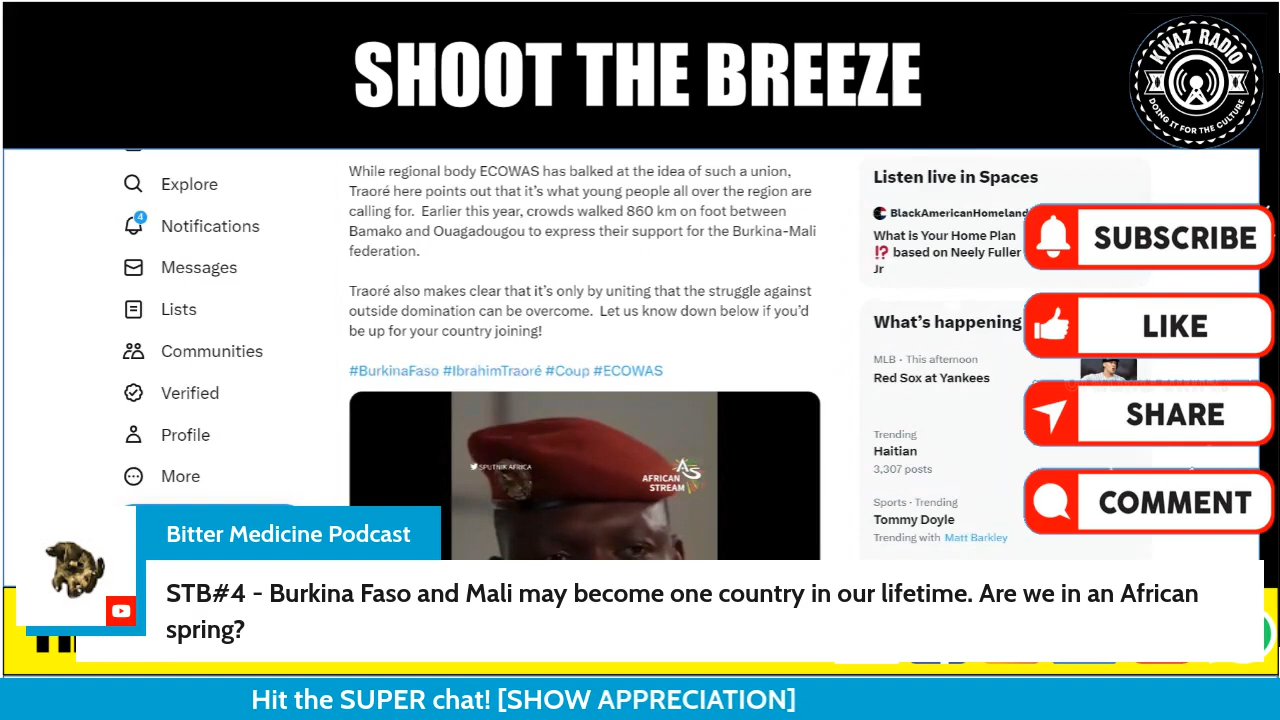 SHOOT THE BREEZE
KWAZ RADIO
DOING IT FOR THE CULTURE
Explore
4
Notifications
Messages
Lists
Communities
Verified
Profile
More
While regional body ECOWAS has balked at the idea of such a union,
Traoré here points out that it's what young people all over the region are
calling for. Earlier this year, crowds walked 860 km on foot between
Bamako and Ouagadougou to express their support for the Burkina-Mali
federation.
Traoré also makes clear that it's only by uniting that the struggle against
outside domination can be overcome. Let us know down below if you'd
be up for your country joining!
#BurkinaFaso #IbrahimTraoré #Coup #ECOWAS
SPUTNIK AFRICA
AS
AFRICAN
STREAM
Listen live in Spaces
BlackAmericanHomeland
What is Your Home Plan
⁉ based on Neely Fuller
Jr
What's happening
MLB · This afternoon
Red Sox at Yankees
Trending
Haitian
3,307 posts
Sports · Trending
Tommy Doyle
Trending with Matt Barkley
SUBSCRIBE
LIKE
SHARE
COMMENT
Bitter Medicine Podcast
STB#4 - Burkina Faso and Mali may become one country in our lifetime. Are we in an African
spring?
Hit the SUPER chat! [SHOW APPRECIATION]